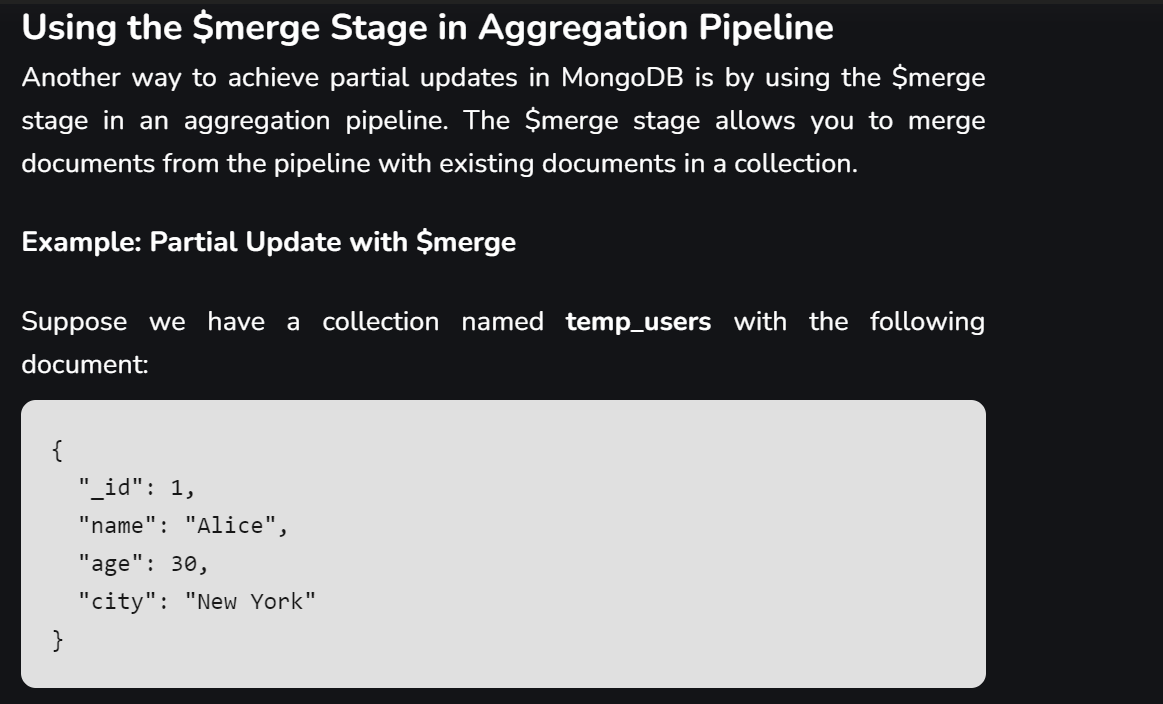 Using the $merge Stage in Aggregation Pipeline
Another way to achieve partial updates in MongoDB is by using the $merge
stage in an aggregation pipeline. The $merge stage allows you to merge
documents from the pipeline with existing documents in a collection.
Example: Partial Update with $merge
Suppose we have a collection named temp_users with the following
document:
{
  "_id": 1,
  "name": "Alice",
  "age": 30,
  "city": "New York"
}